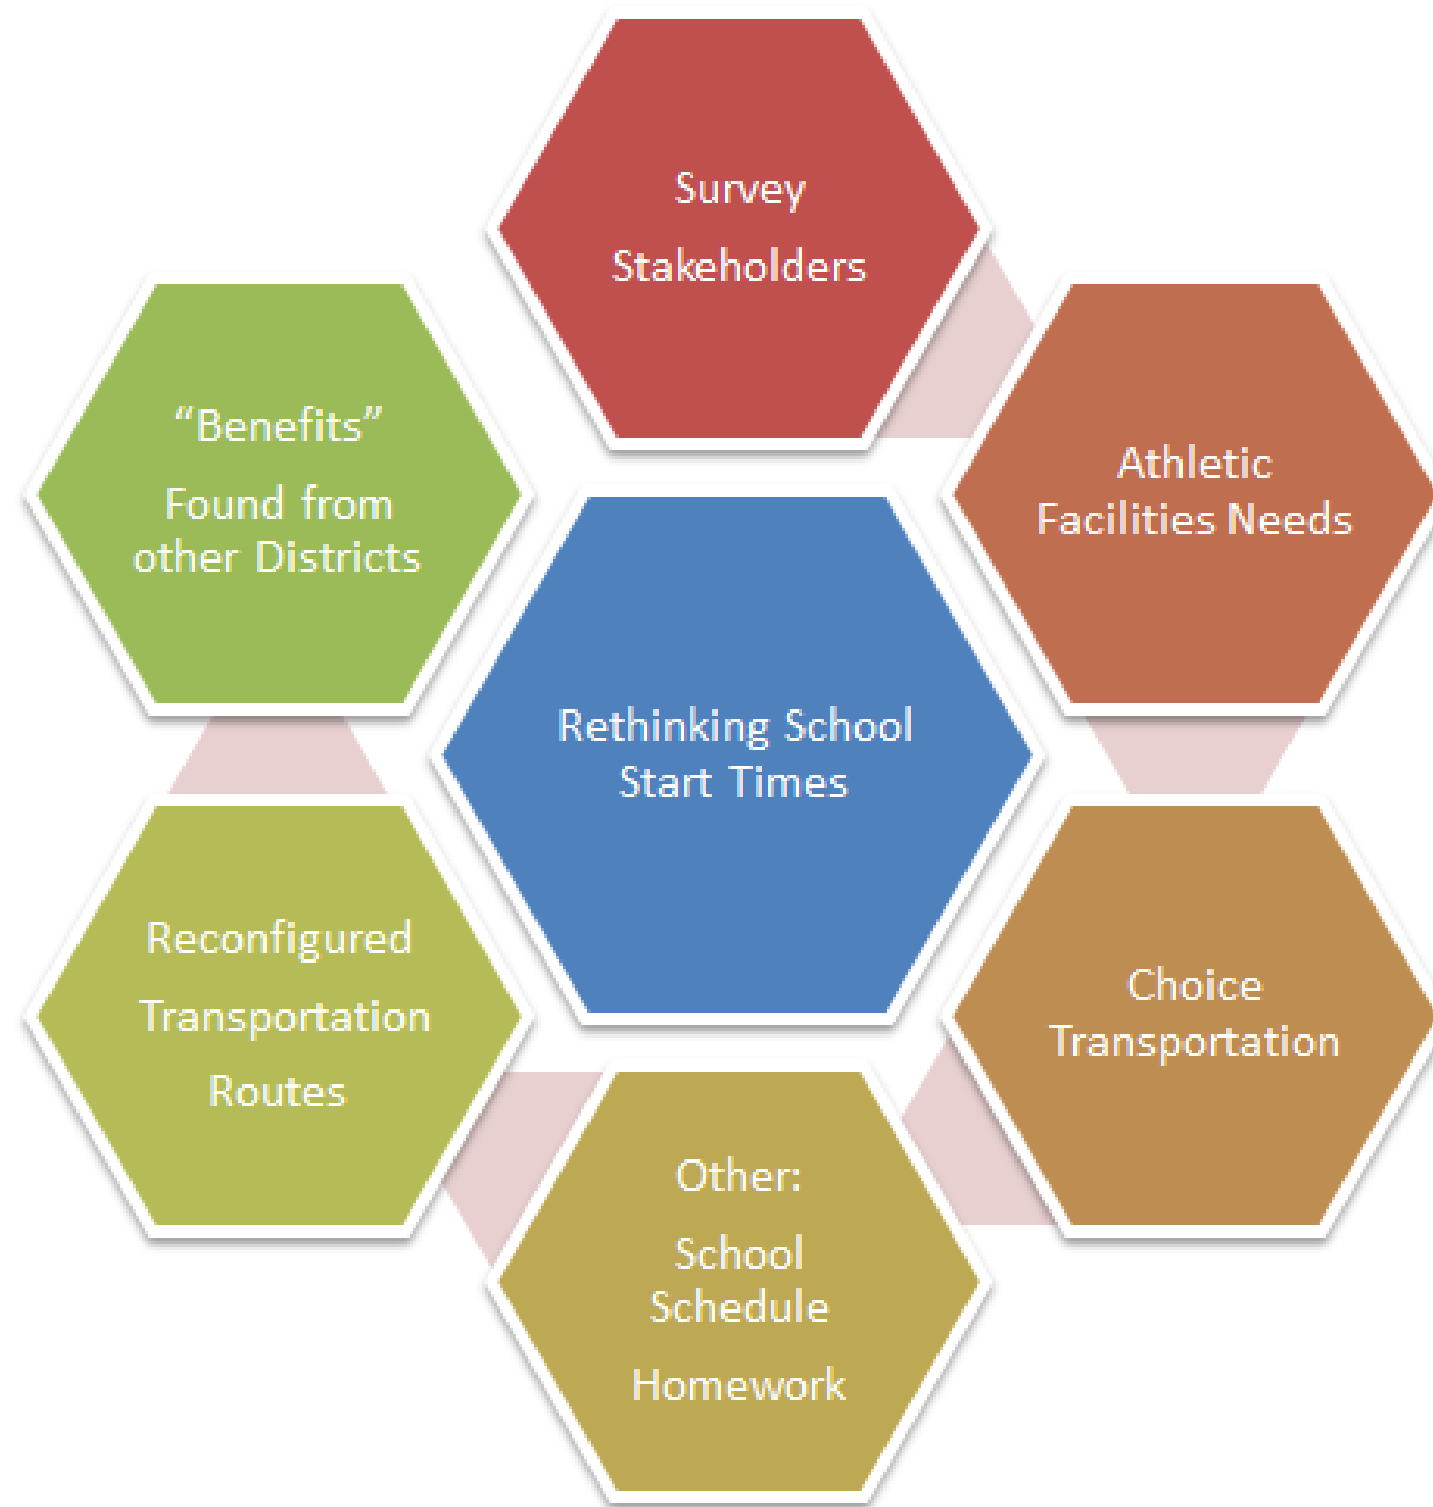 Survey
Stakeholders
Athletic
Facilities Needs
Choice
Transportation
Other:
School
Schedule
Homework
Reconfigured
Transportation
Routes
“Benefits”
Found from
other Districts
Rethinking School
Start Times